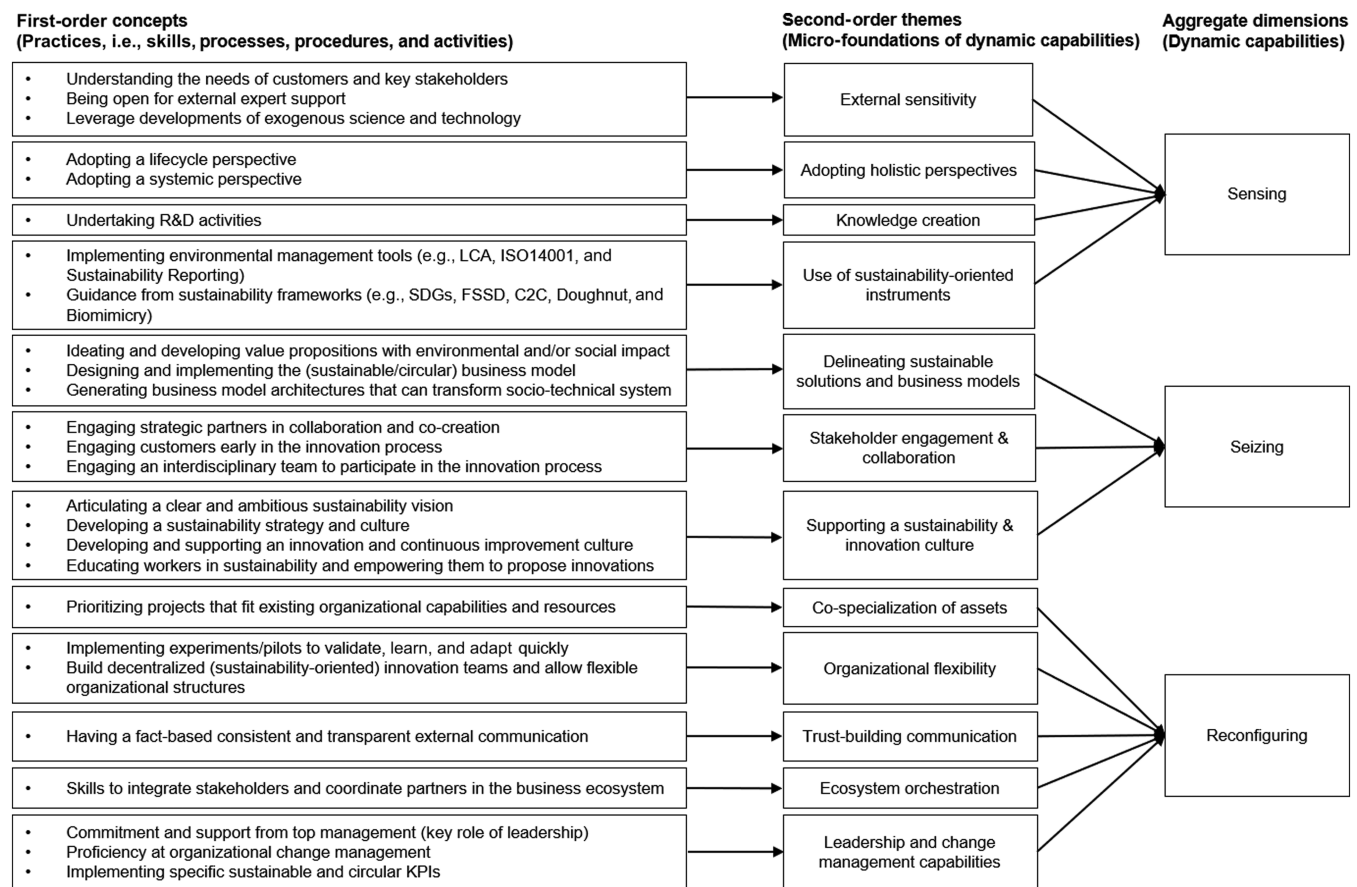 First-order concepts
(Practices, i.e., skills, processes, procedures, and activities)
Second-order themes
(Micro-foundations of dynamic capabilities)
Aggregate dimensions
(Dynamic capabilities)
• Understanding the needs of customers and key stakeholders
• Being open for external expert support
• Leverage developments of exogenous science and technology
External sensitivity
• Adopting a lifecycle perspective
• Adopting a systemic perspective
Adopting holistic perspectives
• Undertaking R&D activities
Knowledge creation
• Implementing environmental management tools (e.g., LCA, ISO14001, and
Sustainability Reporting)
• Guidance from sustainability frameworks (e.g., SDGs, FSSD, C2C, Doughnut, and
Biomimicry)
Use of sustainability-oriented
instruments
Sensing
• Ideating and developing value propositions with environmental and/or social impact
• Designing and implementing the (sustainable/circular) business model
• Generating business model architectures that can transform socio-technical system
Delineating sustainable
solutions and business models
• Engaging strategic partners in collaboration and co-creation
• Engaging customers early in the innovation process
• Engaging an interdisciplinary team to participate in the innovation process
Stakeholder engagement &
collaboration
• Articulating a clear and ambitious sustainability vision
• Developing a sustainability strategy and culture
• Developing and supporting an innovation and continuous improvement culture
• Educating workers in sustainability and empowering them to propose innovations
Supporting a sustainability &
innovation culture
Seizing
• Prioritizing projects that fit existing organizational capabilities and resources
Co-specialization of assets
• Implementing experiments/pilots to validate, learn, and adapt quickly
• Build decentralized (sustainability-oriented) innovation teams and allow flexible
organizational structures
Organizational flexibility
• Having a fact-based consistent and transparent external communication
Trust-building communication
• Skills to integrate stakeholders and coordinate partners in the business ecosystem
Ecosystem orchestration
• Commitment and support from top management (key role of leadership)
• Proficiency at organizational change management
• Implementing specific sustainable and circular KPIs
Leadership and change
management capabilities
Reconfiguring